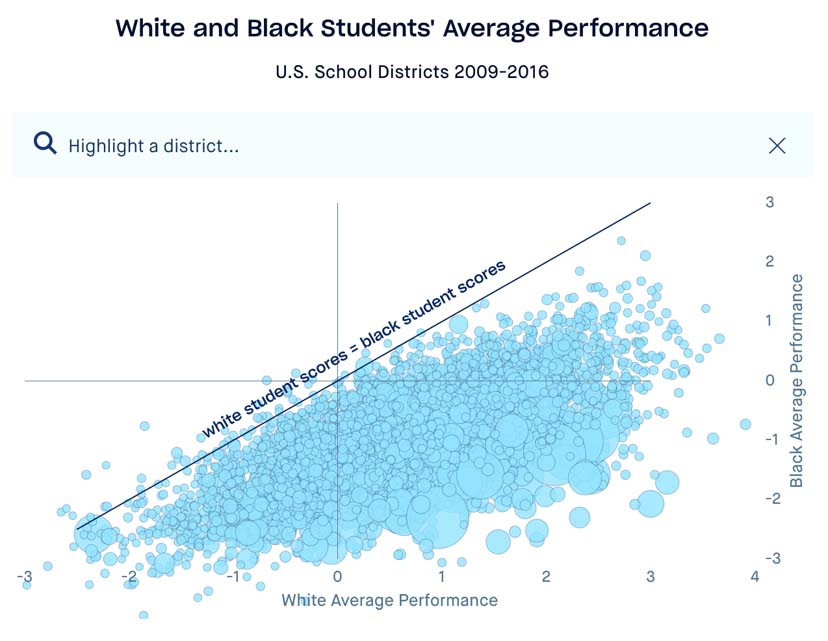 White and Black Students' Average Performance
U.S. School Districts 2009-2016
Highlight a district...
white student scores = black student scores
3
2
1
0
-1
-2
-3
Black Average Performance
-3
-2
-1
0
1
2
3
4
White Average Performance